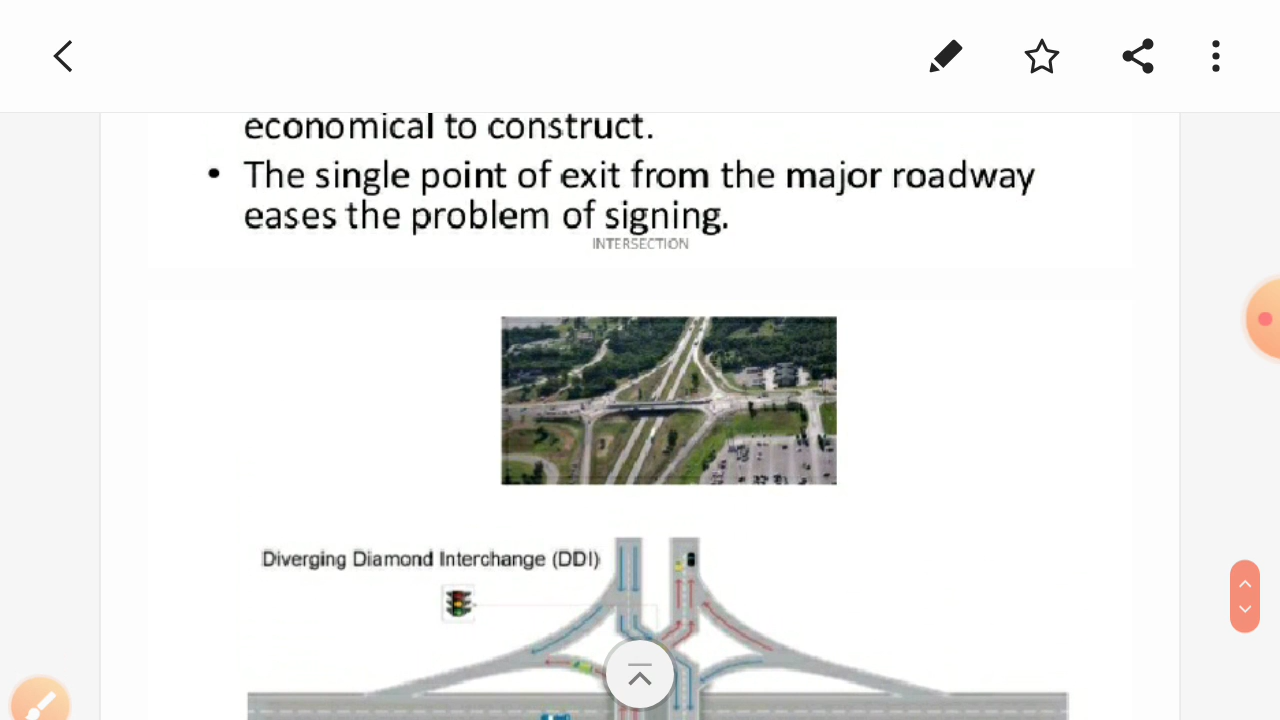 economical to construct.
• The single point of exit from the major roadway
eases the problem of signing.
INTERSECTION
Diverging Diamond Interchange (DDI)